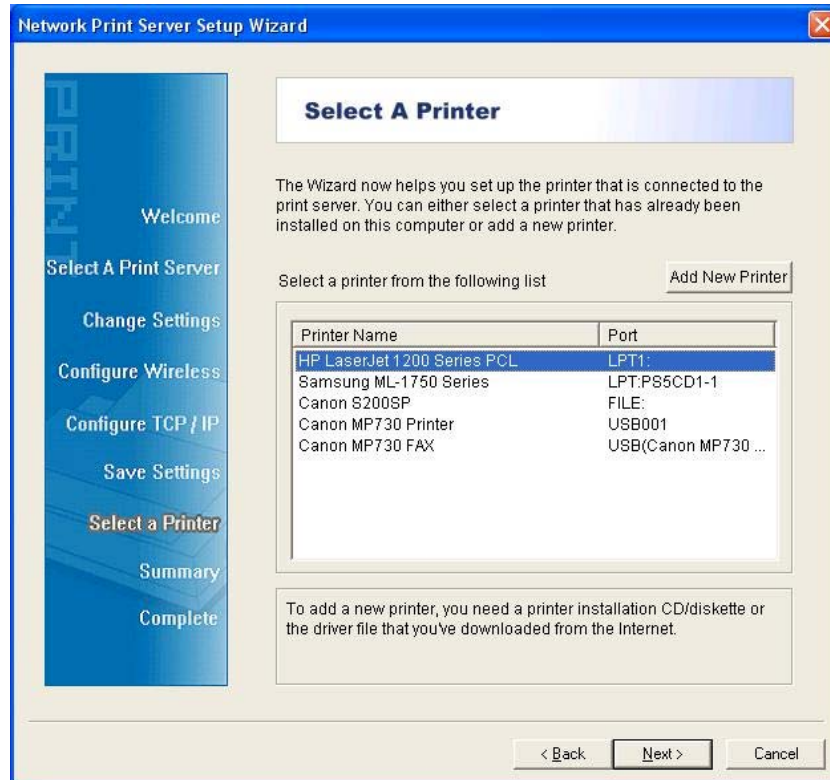 Network Print Server Setup Wizard
PRINT
Welcome
Select A Print Server
Change Settings
Configure Wireless
Configure TCP / IP
Save Settings
Select a Printer
Summary
Complete
Select A Printer
The Wizard now helps you set up the printer that is connected to the
print server. You can either select a printer that has already been
installed on this computer or add a new printer.
Select a printer from the following list
Add New Printer
Printer Name Port
HP LaserJet 1200 Series PCL LPT1:
Samsung ML-1750 Series LPT:PS5CD1-1
Canon S200SP FILE:
Canon MP730 Printer USB001
Canon MP730 FAX USB(Canon MP730 ...
To add a new printer, you need a printer installation CD/diskette or
the driver file that you've downloaded from the Internet.
< Back Next > Cancel